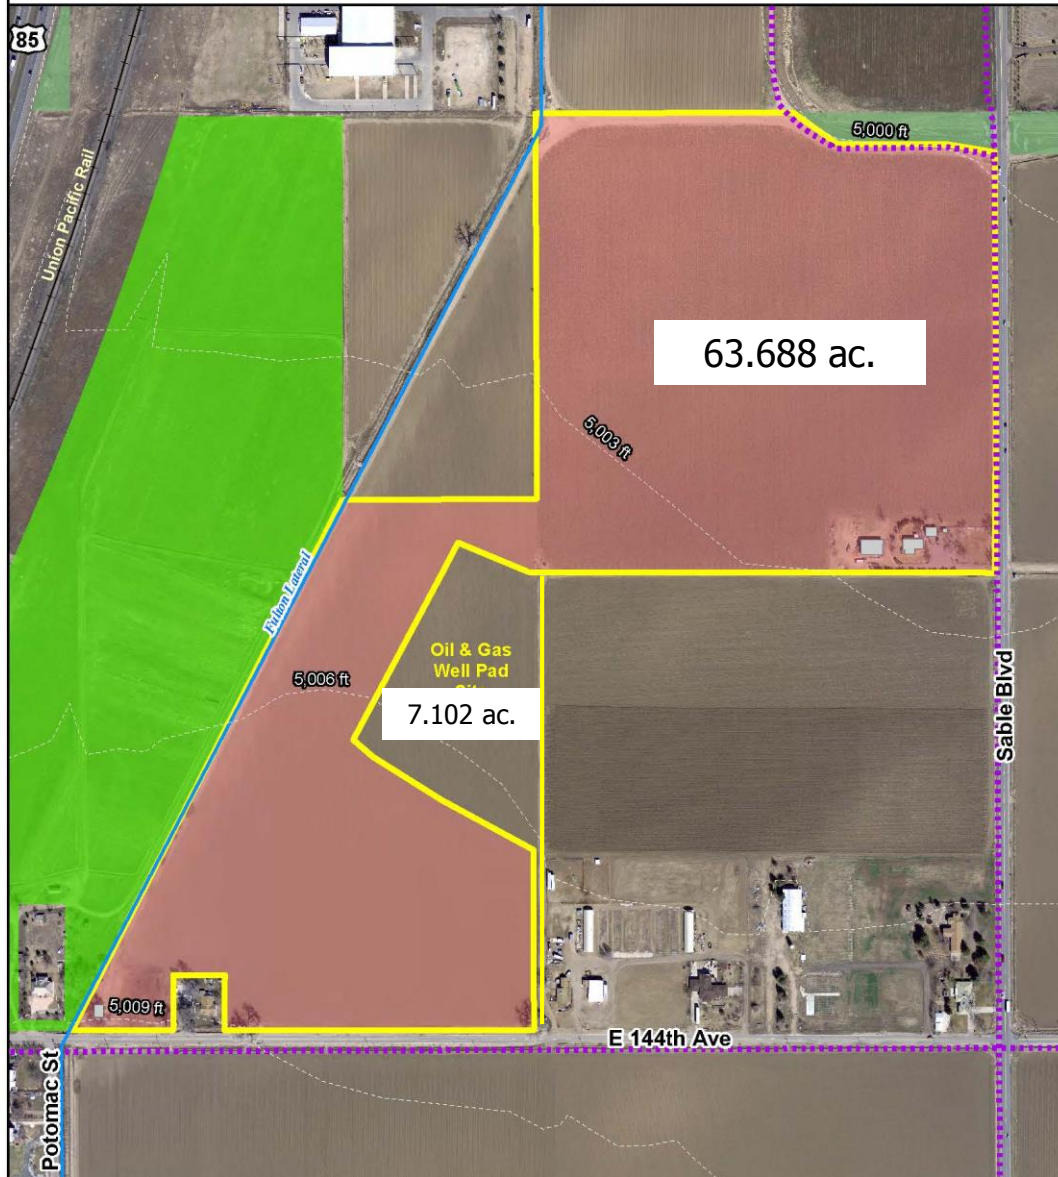 85
Union Pacific Rail
5,000 ft
63.688 ac.
5,003 ft
Fulton Lateral
Oil & Gas
Well Pad
5,006 ft
7.102 ac.
Sable Blvd
5,009 ft
E 144th Ave
Potomac St